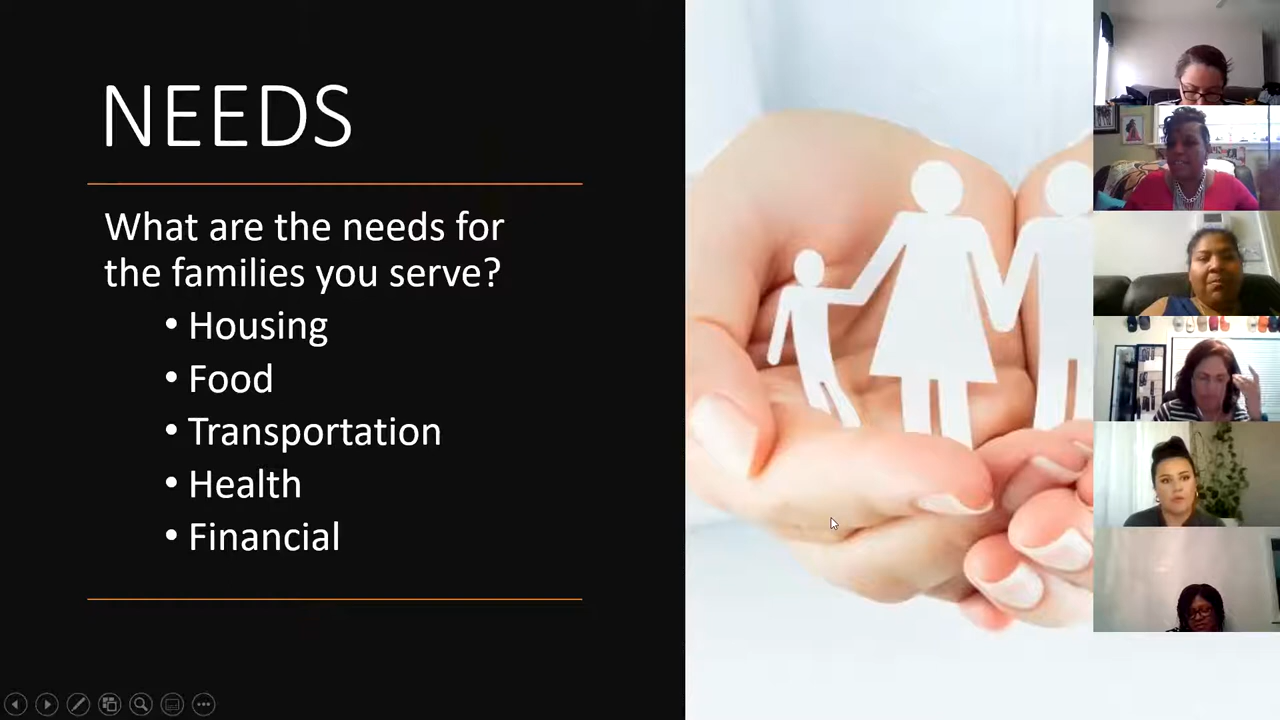 NEEDS
What are the needs for
the families you serve?
• Housing
• Food
• Transportation
• Health
• Financial